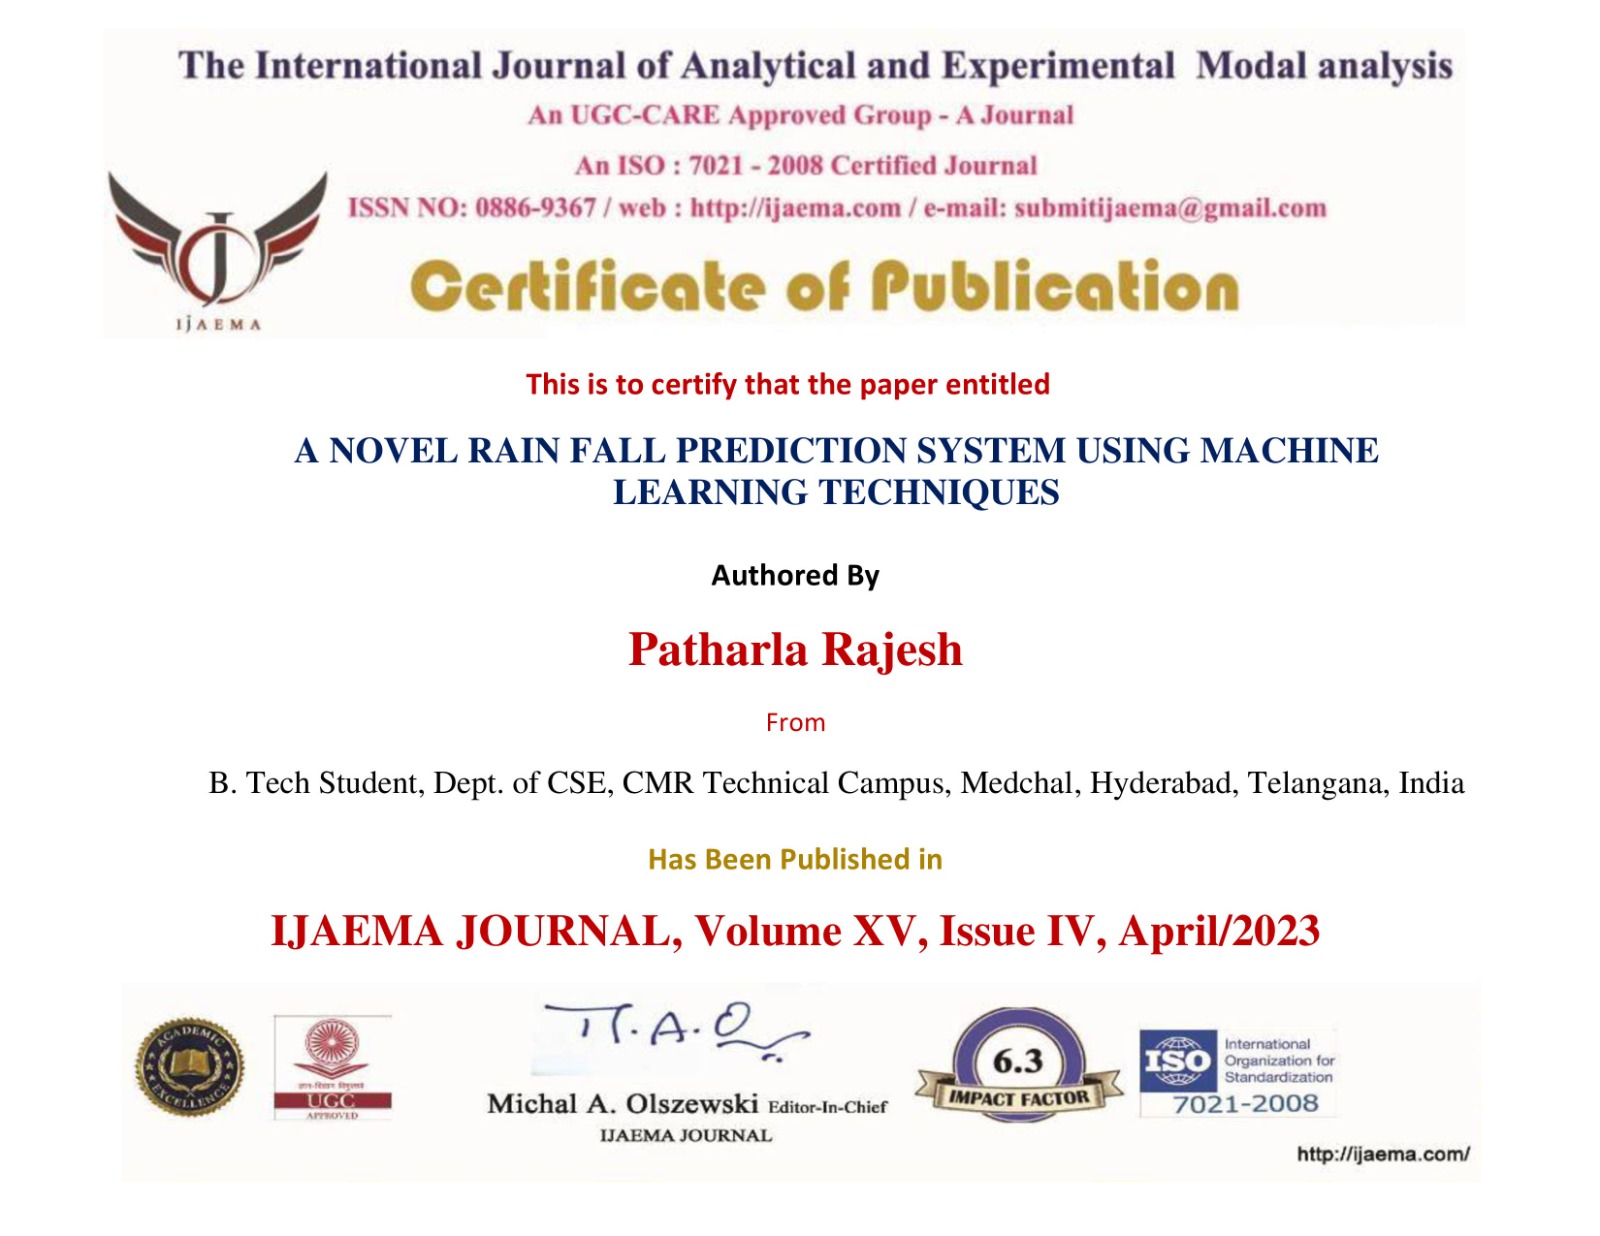 The International Journal of Analytical and Experimental Modal analysis
An UGC-CARE Approved Group - A Journal
An ISO : 7021 - 2008 Certified Journal
ISSN NO: 0886-9367 / web : http://ijaema.com / e-mail: submitijaema@gmail.com
IJAEMA
Certificate of Publication
This is to certify that the paper entitled
A NOVEL RAIN FALL PREDICTION SYSTEM USING MACHINE
LEARNING TECHNIQUES
Authored By
Patharla Rajesh
From
B. Tech Student, Dept. of CSE, CMR Technical Campus, Medchal, Hyderabad, Telangana, India
Has Been Published in
IJAEMA JOURNAL, Volume XV, Issue IV, April/2023
ACADEMIC
EXCELLENCE
ज्ञान-विज्ञान विमुक्तये
UGC
APPROVED
Michal A. Olszewski Editor-In-Chief
IJAEMA JOURNAL
6.3
IMPACT FACTOR
ISO
International
Organization for
Standardization
7021-2008
http://ijaema.com/